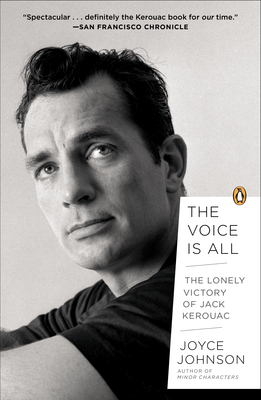 "Spectacular . . . definitely the Kerouac book for our time."
—SAN FRANCISCO CHRONICLE
THE
VOICE
IS ALL
THE LONELY
VICTORY
OF JACK
KEROUAC
JOYCE
JOHNSON
AUTHOR OF
MINOR CHARACTERS